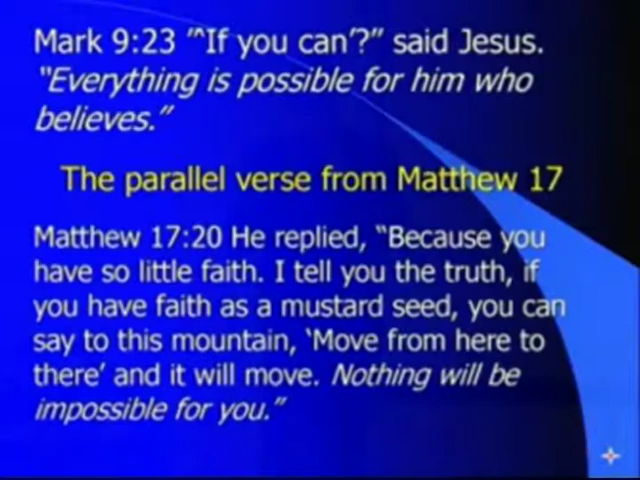 Mark 9:23 "'If you can'?" said Jesus.
"Everything is possible for him who
believes."
The parallel verse from Matthew 17
Matthew 17:20 He replied, "Because you
have so little faith. I tell you the truth, if
you have faith as a mustard seed, you can
say to this mountain, 'Move from here to
there' and it will move. Nothing will be
impossible for you."